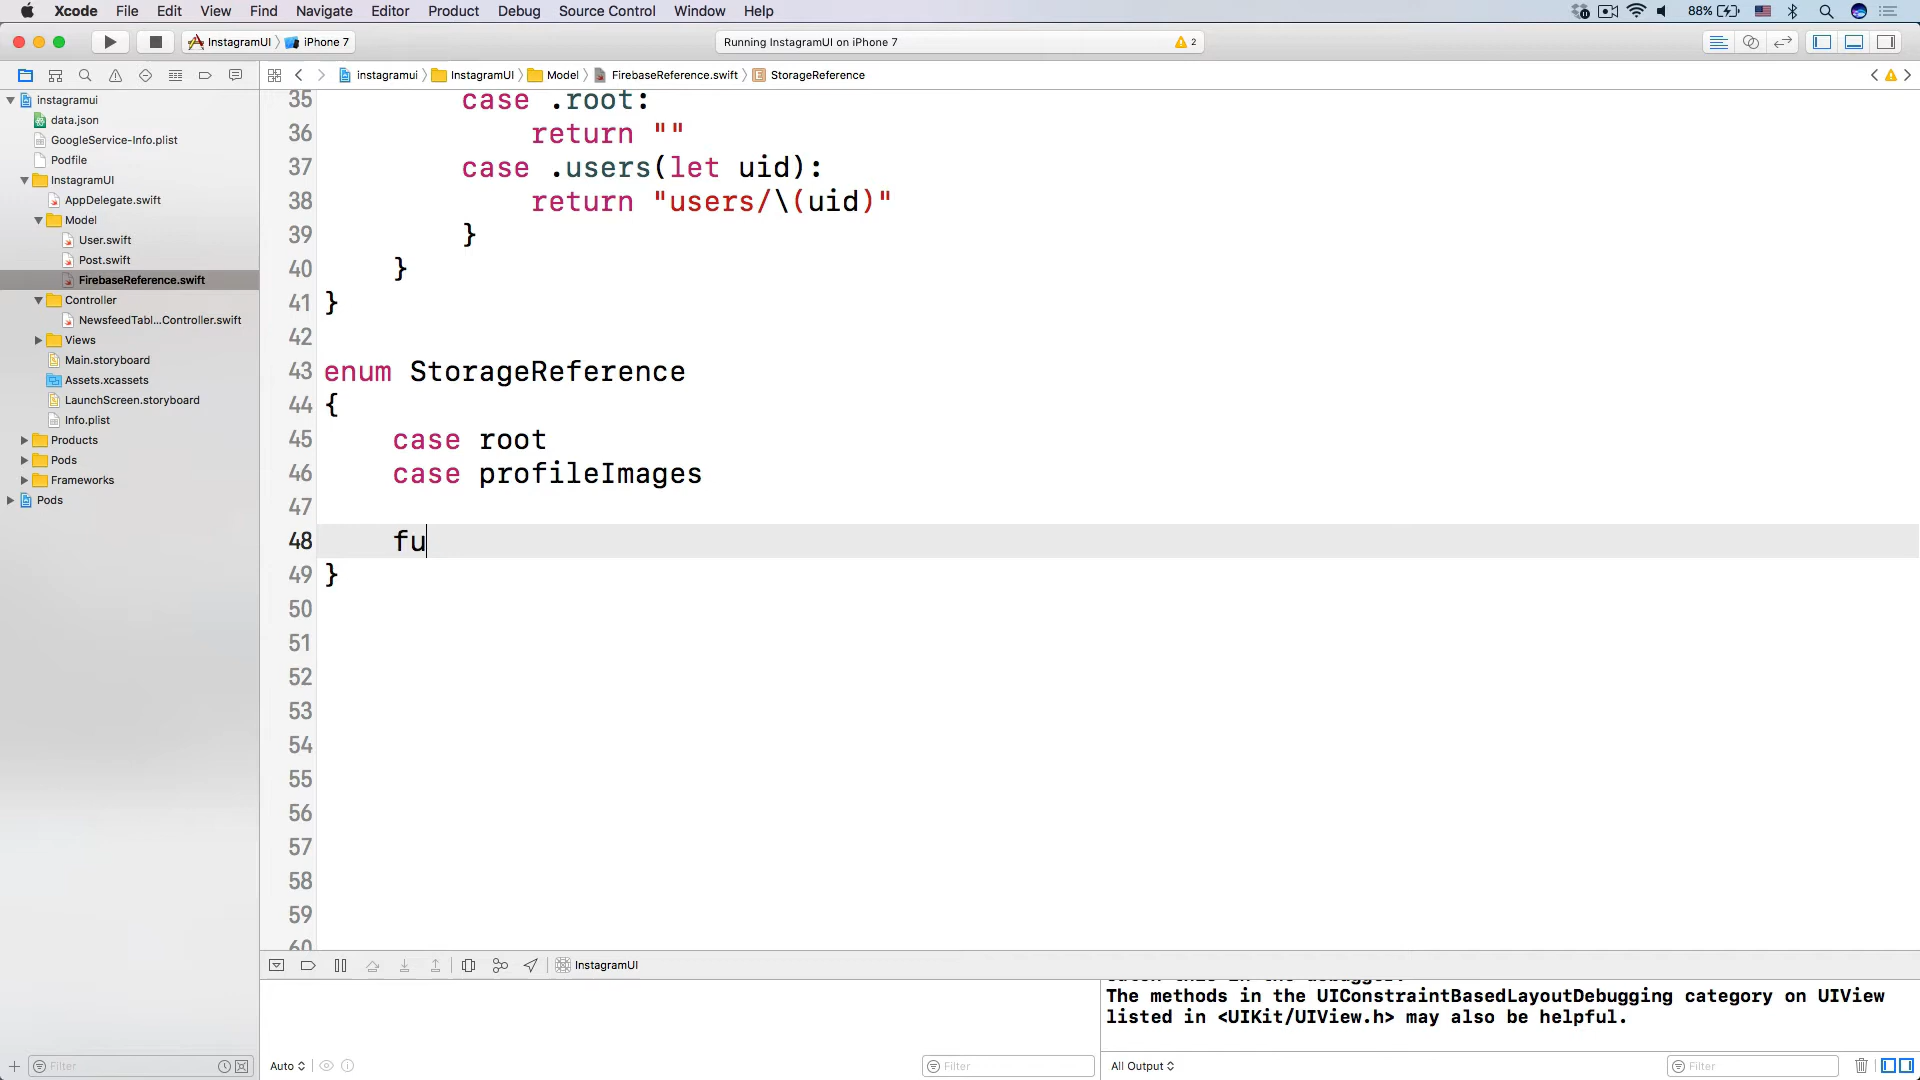 Xcode File Edit View Find Navigate Editor Product Debug Source Control Window Help 88%
InstagramUI iPhone 7 Running InstagramUI on iPhone 7 2
instagramui InstagramUI Model FirebaseReference.swift StorageReference
instagramui
data.json
GoogleService-Info.plist
Podfile
InstagramUI
AppDelegate.swift
Model
User.swift
Post.swift
FirebaseReference.swift
Controller
NewsfeedTabl...Controller.swift
Views
Main.storyboard
Assets.xcassets
LaunchScreen.storyboard
Info.plist
Products
Pods
Frameworks
Pods
Filter
35 case .root:
36 return ""
37 case .users(let uid):
38 return "users/\(uid)"
39 }
40 }
41 }
42
43 enum StorageReference
44 {
45 case root
46 case profileImages
47
48 fu
49 }
50
51
52
53
54
55
56
57
58
59
60
InstagramUI
The methods in the UIConstraintBasedLayoutDebugging category on UIView
listed in <UIKit/UIView.h> may also be helpful.
Auto Filter All Output Filter